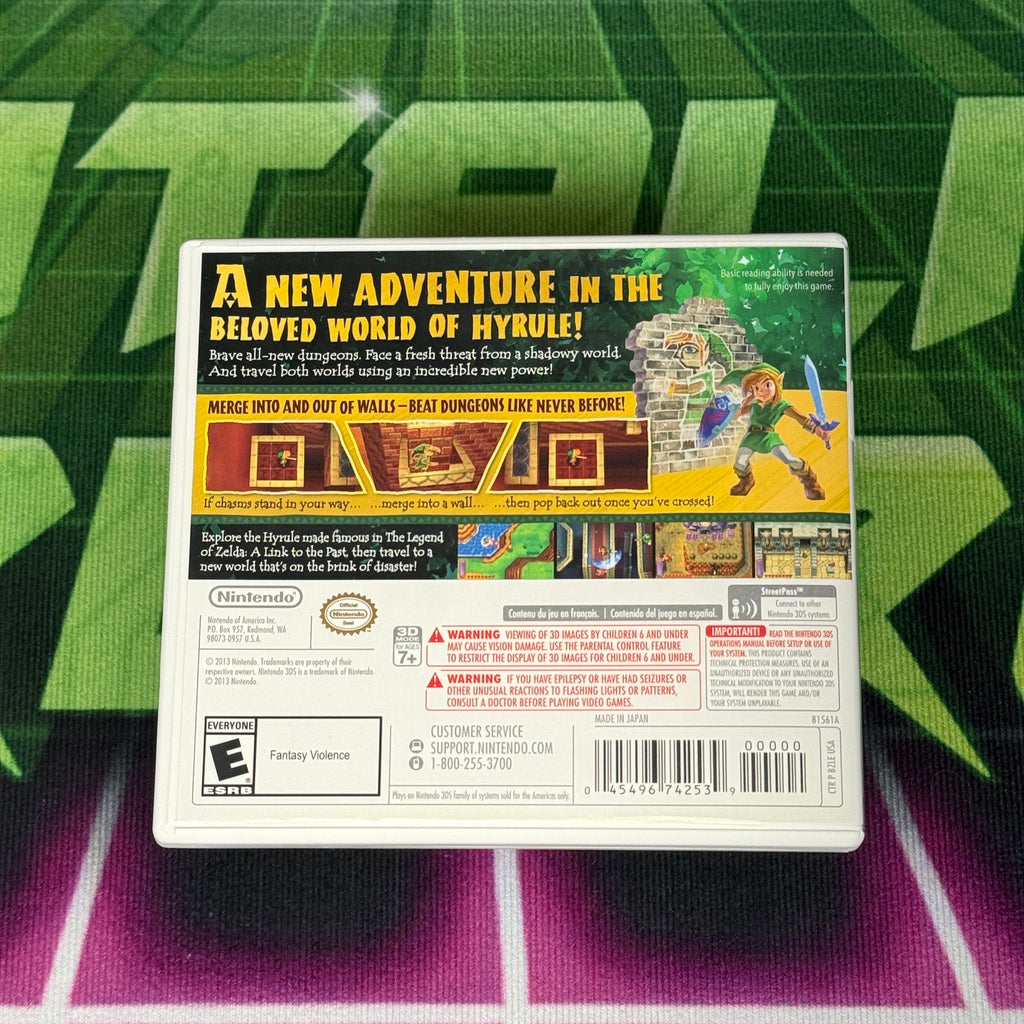 A NEW ADVENTURE IN THE
BELOVED WORLD OF HYRULE!
Brave all-new dungeons. Face a fresh threat from a shadowy world.
And travel both worlds using an incredible new power!
Basic reading ability is needed
to fully enjoy this game.
MERGE INTO AND OUT OF WALLS—BEAT DUNGEONS LIKE NEVER BEFORE!
If chasms stand in your way... ...merge into a wall... ...then pop back out once you've crossed!
Explore the Hyrule made famous in The Legend
of Zelda: A Link to the Past, then travel to a
new world that's on the brink of disaster!
Nintendo®
Nintendo of America Inc.
P.O. Box 957, Redmond, WA
98073-0957 U.S.A.
Official
Nintendo
Seal
Contenu du jeu en français. Contenido del juego en español.
StreetPass™
Connect to other
Nintendo 3DS systems
© 2013 Nintendo. Trademarks are property of their
respective owners. Nintendo 3DS is a trademark of Nintendo.
© 2013 Nintendo.
3D
MODE
for AGES
7+
WARNING VIEWING OF 3D IMAGES BY CHILDREN 6 AND UNDER
MAY CAUSE VISION DAMAGE. USE THE PARENTAL CONTROL FEATURE
TO RESTRICT THE DISPLAY OF 3D IMAGES FOR CHILDREN 6 AND UNDER.
WARNING IF YOU HAVE EPILEPSY OR HAVE HAD SEIZURES OR
OTHER UNUSUAL REACTIONS TO FLASHING LIGHTS OR PATTERNS,
CONSULT A DOCTOR BEFORE PLAYING VIDEO GAMES.
IMPORTANT! READ THE NINTENDO 3DS
OPERATIONS MANUAL BEFORE SETUP OR USE OF
YOUR SYSTEM. THIS PRODUCT CONTAINS
TECHNICAL PROTECTION MEASURES. USE OF AN
UNAUTHORIZED DEVICE OR ANY UNAUTHORIZED
TECHNICAL MODIFICATION TO YOUR NINTENDO 3DS
SYSTEM, WILL RENDER THIS GAME AND/OR
YOUR SYSTEM UNPLAYABLE.
EVERYONE
E
ESRB
Fantasy Violence
CUSTOMER SERVICE
SUPPORT.NINTENDO.COM
1-800-255-3700
Plays on Nintendo 3DS family of systems sold for the Americas only.
MADE IN JAPAN
81561A
0 45496 74253 9
00000
CTR P BZLE USA